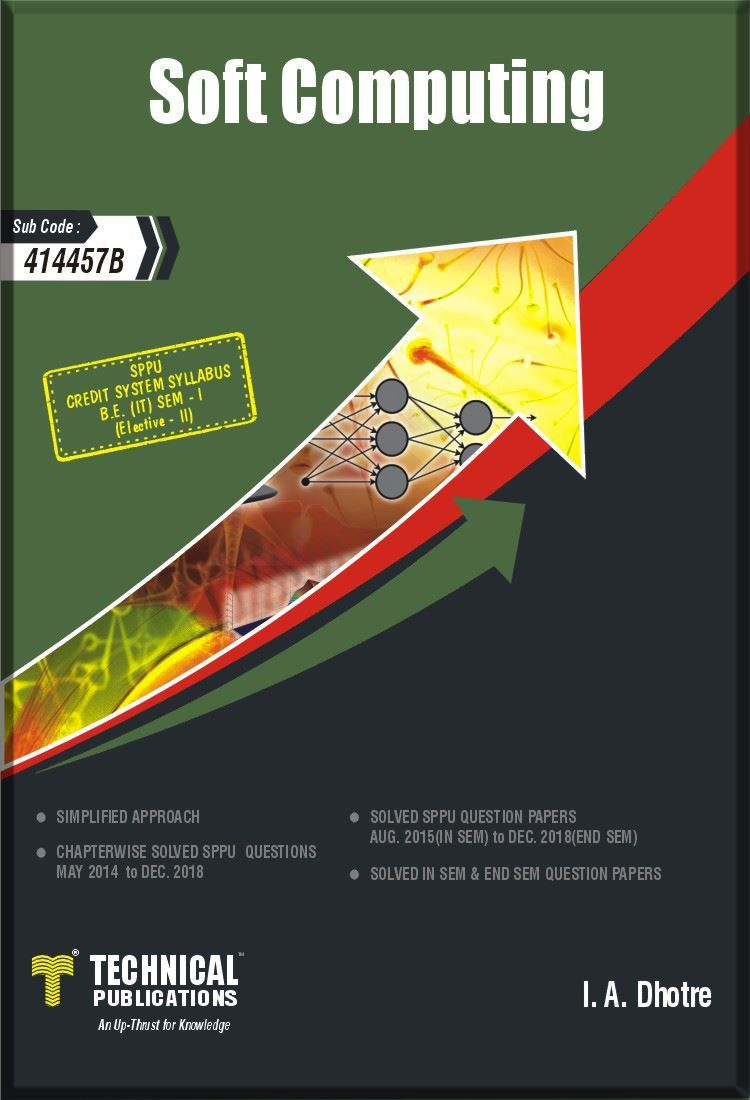 Soft Computing
Sub Code :
414457B
SPPU
CREDIT SYSTEM SYLLABUS
B.E. (IT) SEM - I
(Elective - II)
● SIMPLIFIED APPROACH
● CHAPTERWISE SOLVED SPPU QUESTIONS
MAY 2014 to DEC. 2018
● SOLVED SPPU QUESTION PAPERS
AUG. 2015(IN SEM) to DEC. 2018(END SEM)
● SOLVED IN SEM & END SEM QUESTION PAPERS
T®
TECHNICAL™
PUBLICATIONS
An Up-Thrust for Knowledge
I. A. Dhotre